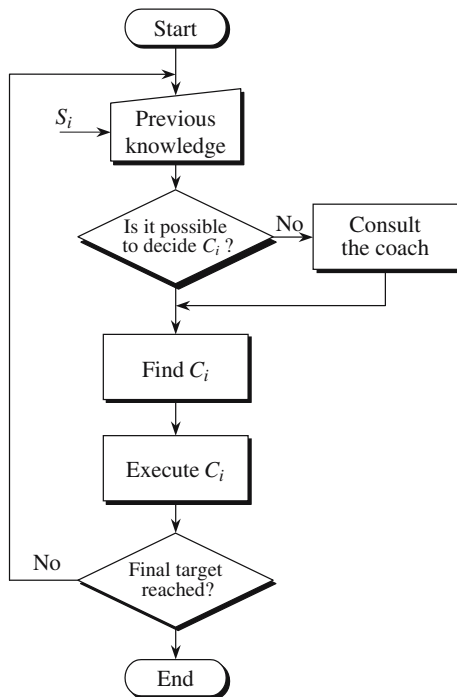 Start
S_i
Previous
knowledge
Is it possible
to decide C_i ?
No
Consult
the coach
Find C_i
Execute C_i
No
Final target
reached?
End